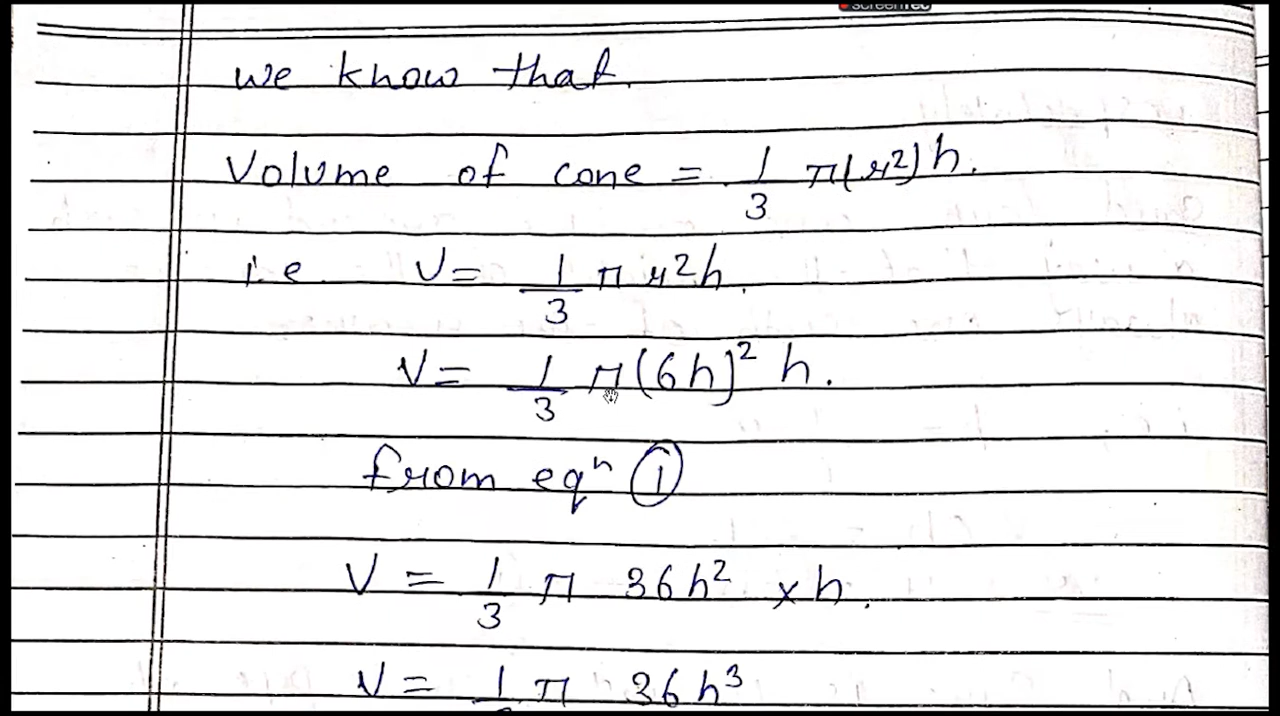 we know that.
Volume of cone = 1/3 π(r²)h.
i.e. V = 1/3 π r²h.
V = 1/3 π(6h)² h.
from eqⁿ ①
V = 1/3 π 36h² × h.
V = 1/3 π 36h³